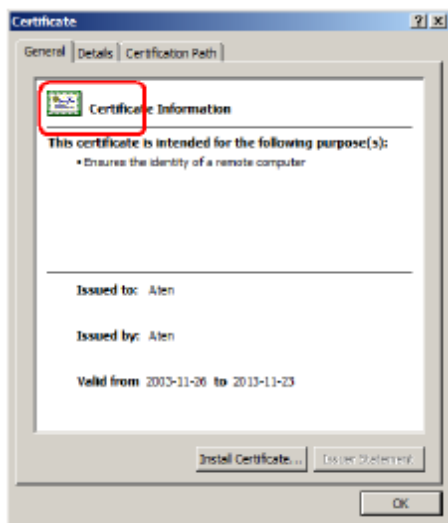 Certificate
General Details Certification Path
Certificate Information
This certificate is intended for the following purpose(s):
• Ensures the identity of a remote computer
Issued to: Aten
Issued by: Aten
Valid from 2003-11-26 to 2013-11-23
Install Certificate... Issuer Statement
OK